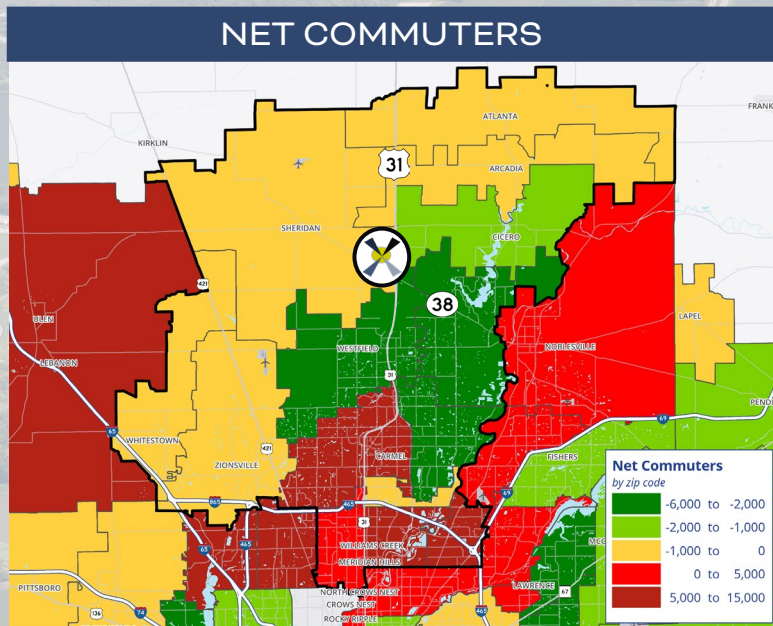 NET COMMUTERS
KIRKLIN
ATLANTA
FRANK
31
ARCADIA
SHERIDAN
CICERO
421
38
ULEN
LAPEL
WESTFIELD
NOBLESVILLE
LEBANON
31
PEND
69
65
WHITESTOWN
421
ZIONSVILLE
CARMEL
FISHERS
69
865
465
31
465
65
WILLIAMS CREEK
MERIDIAN HILLS
MCC
PITTSBORO
NORTH CROWS NEST
LAWRENCE
67
CROWS NEST
136
74
465
ROCKY RIPPLE
Net Commuters
by zip code
-6,000 to -2,000
-2,000 to -1,000
-1,000 to 0
0 to 5,000
5,000 to 15,000